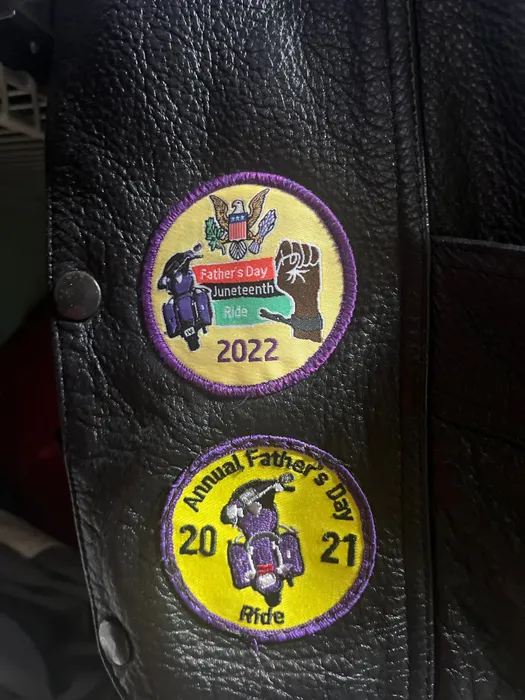 Father's Day
Juneteenth
Ride
2022
Annual Father's Day
20 21
Ride